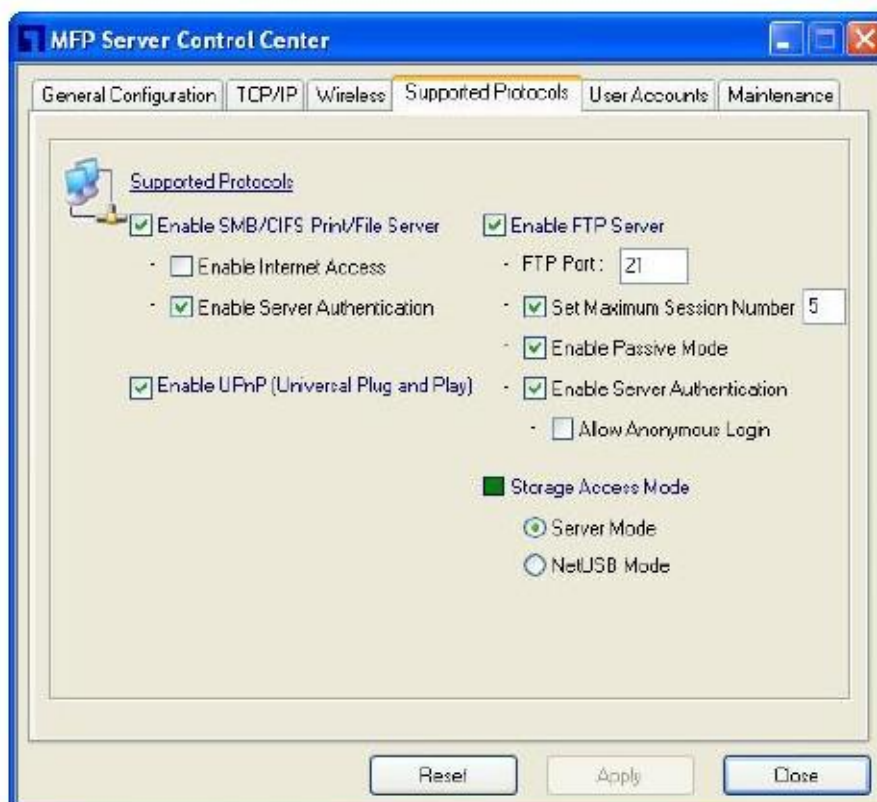 MFP Server Control Center
General Configuration TCP/IP Wireless Supported Protocols User Accounts Maintenance
Supported Protocols
Enable SMB/CIFS Print/File Server
- Enable Internet Access
- Enable Server Authentication
Enable UPnP (Universal Plug and Play)
Enable FTP Server
- FTP Port : 21
- Set Maximum Session Number 5
- Enable Passive Mode
- Enable Server Authentication
- Allow Anonymous Login
Storage Access Mode
Server Mode
NetUSB Mode
Reset Apply Close